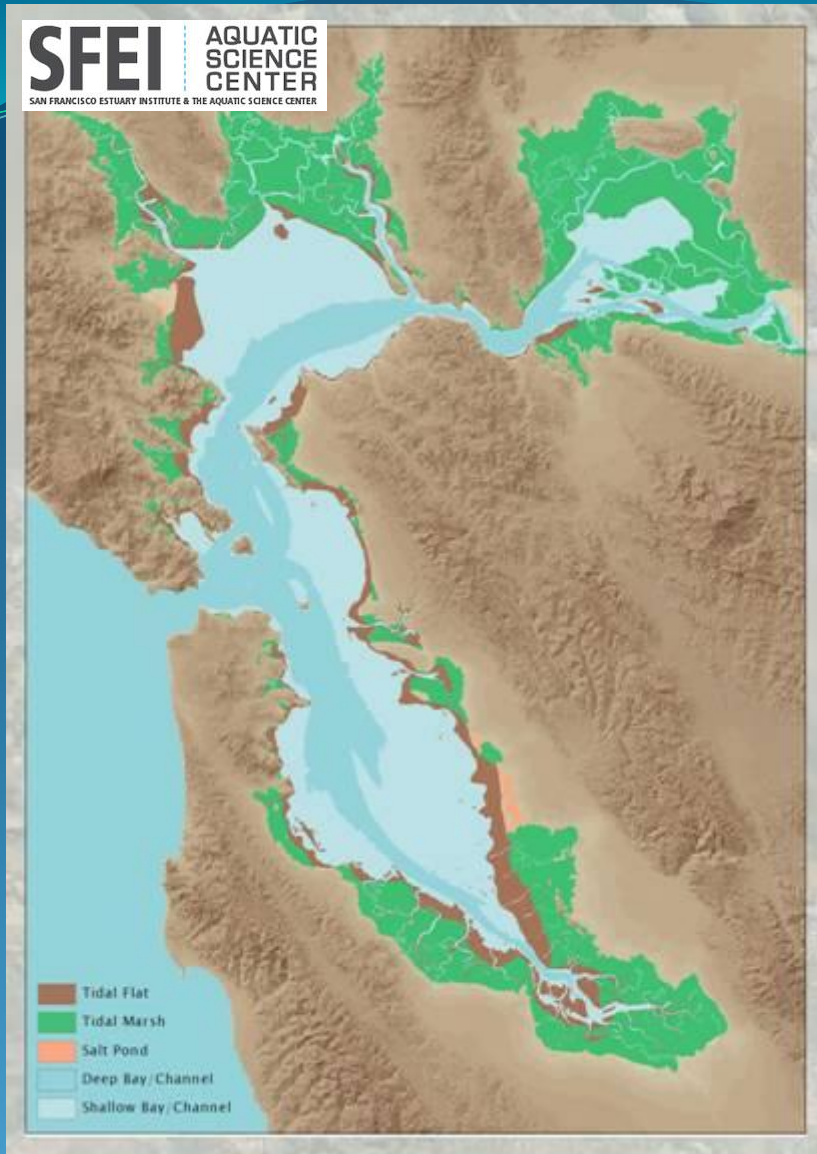 SFEI
AQUATIC
SCIENCE
CENTER
SAN FRANCISCO ESTUARY INSTITUTE & THE AQUATIC SCIENCE CENTER
Tidal Flat
Tidal Marsh
Salt Pond
Deep Bay/Channel
Shallow Bay/Channel